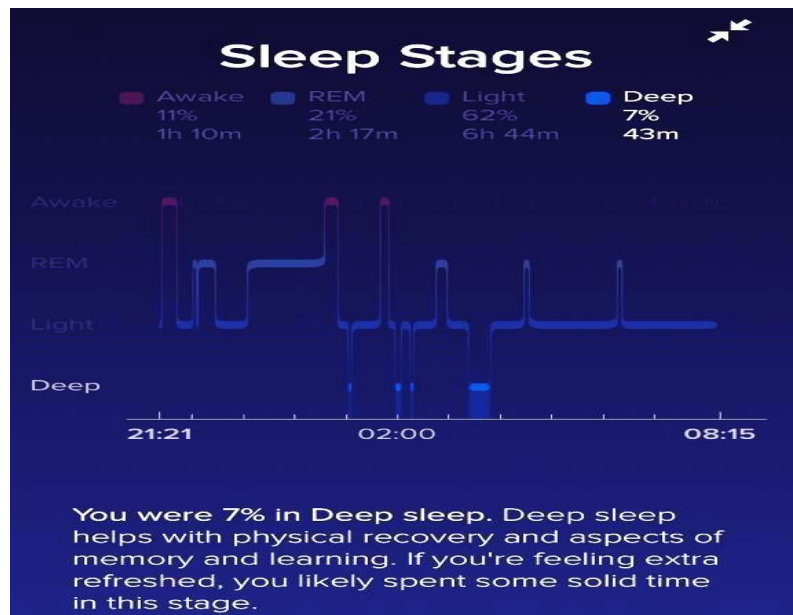 Sleep Stages
Awake REM Light Deep
11% 21% 62% 7%
1h 10m 2h 17m 6h 44m 43m
Awake
REM
Light
Deep
21:21 02:00 08:15
You were 7% in Deep sleep. Deep sleep
helps with physical recovery and aspects of
memory and learning. If you're feeling extra
refreshed, you likely spent some solid time
in this stage.